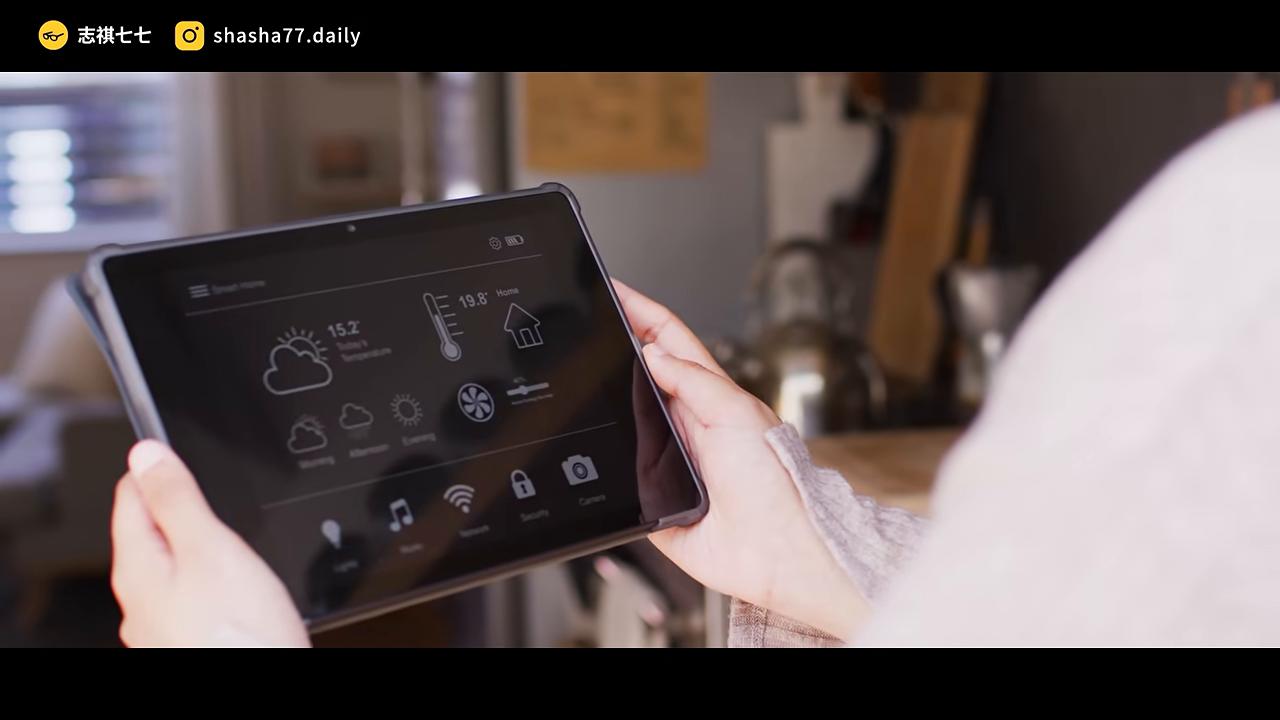 志祺七七
shasha77.daily
Smart Home
15.2°
Today's
Temperature
19.8°
Home
Morning
Afternoon
Evening
Lights
Music
Network
Security
Camera